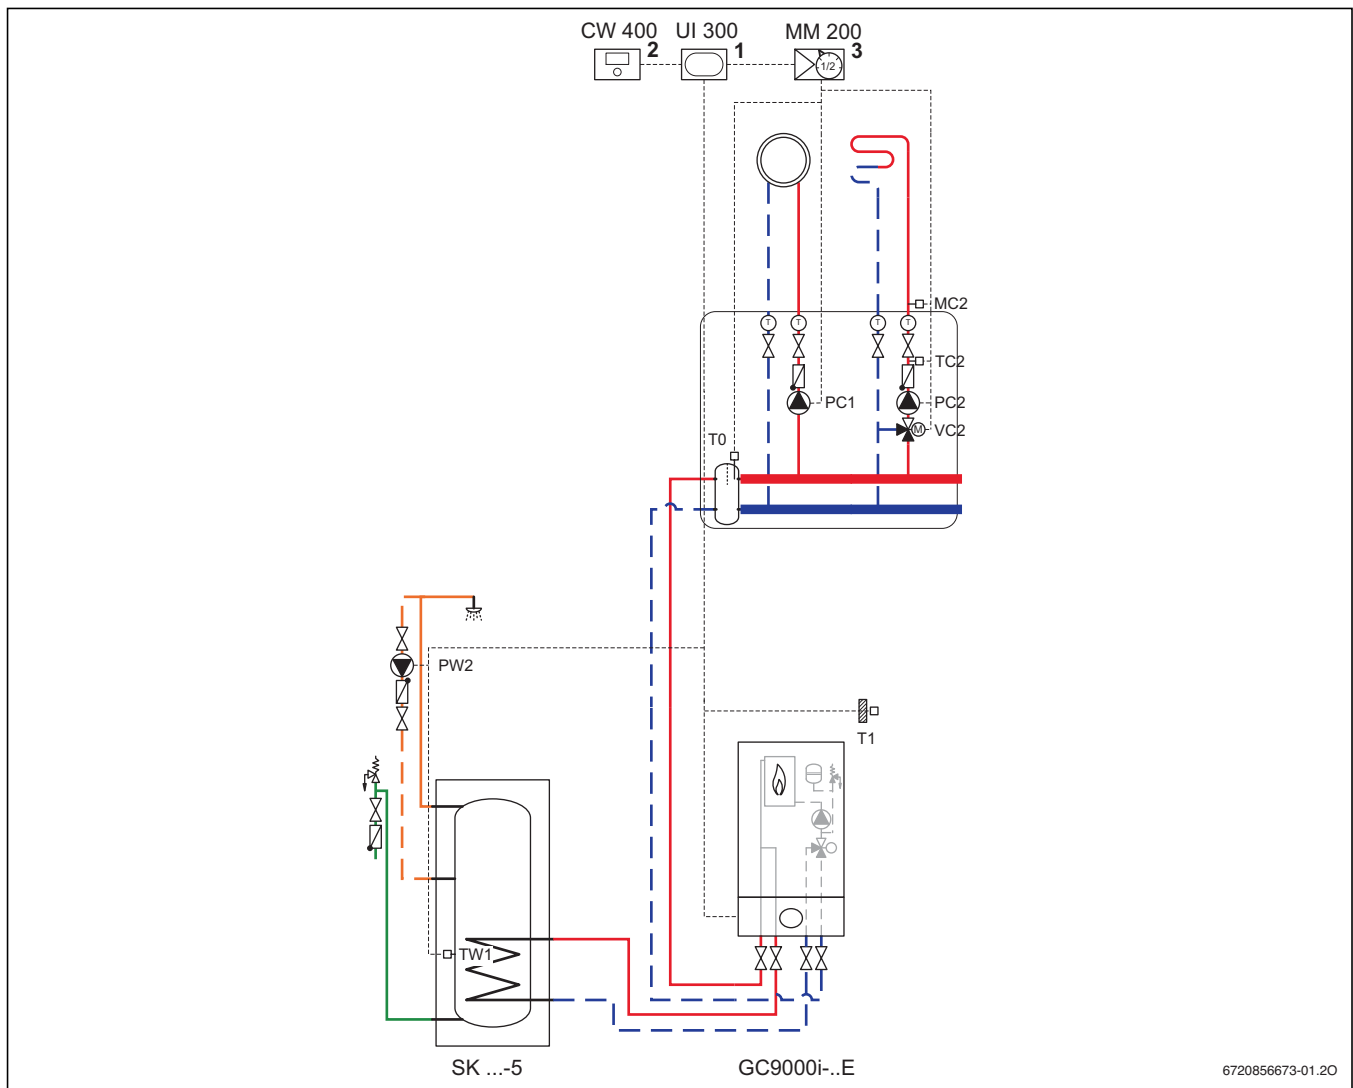 CW 400 UI 300 MM 200
2 1 3
1/2
MC2
T T T T
TC2
PC1 PC2
M VC2
T0
PW2
T1
TW1
SK ...-5 GC9000i-..E
6720856673-01.2O